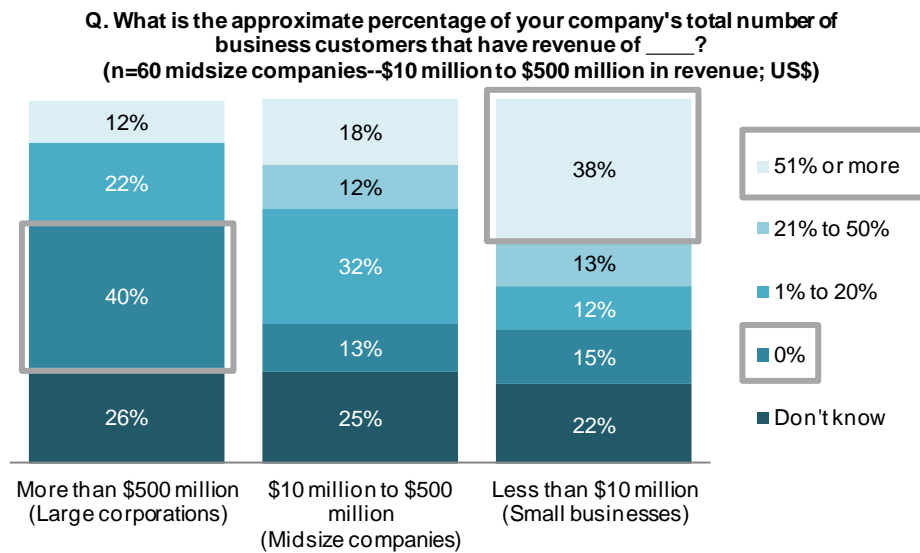 Q. What is the approximate percentage of your company's total number of
business customers that have revenue of ____?
(n=60 midsize companies--$10 million to $500 million in revenue; US$)
12%
22%
40%
26%
18%
12%
32%
13%
25%
38%
13%
12%
15%
22%
51% or more
21% to 50%
1% to 20%
0%
Don't know
More than $500 million
(Large corporations)
$10 million to $500
million
(Midsize companies)
Less than $10 million
(Small businesses)